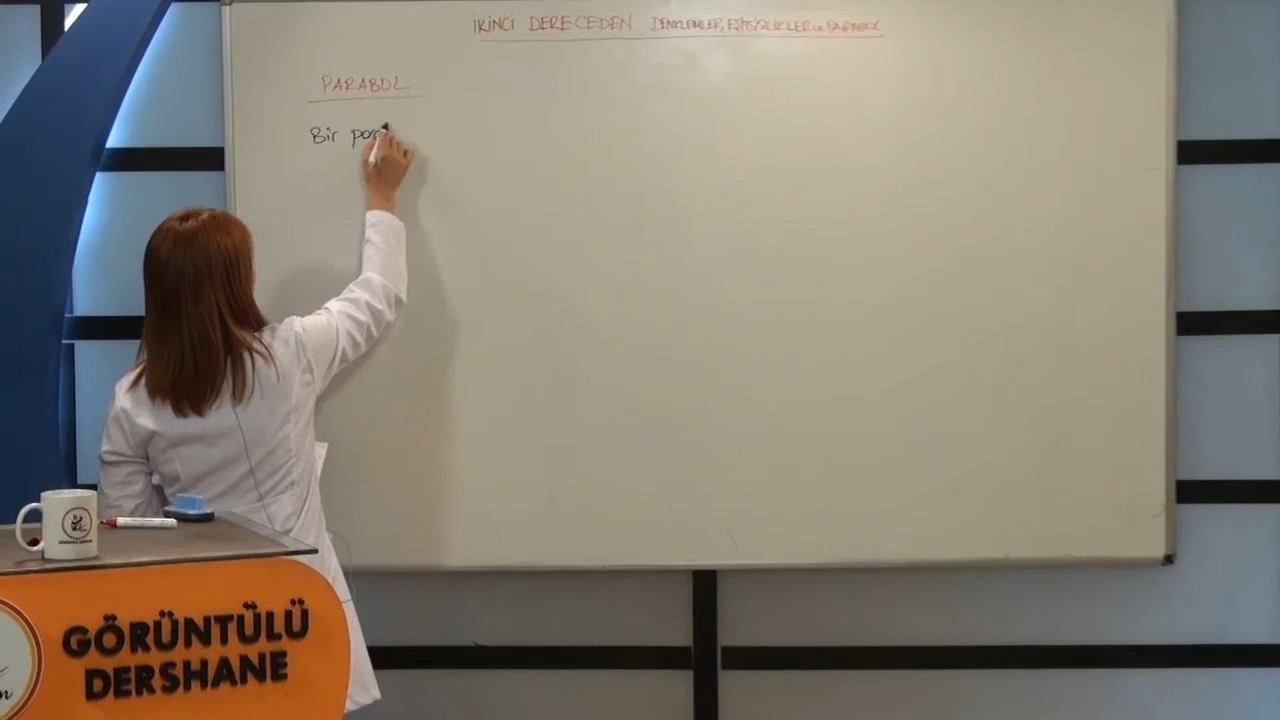 İKİNCİ DERECEDEN DENKLEMLER, EŞİTSİZLİKLER ve PARABOL
PARABOL
Bir par
GÖRÜNTÜLÜ
DERSHANE